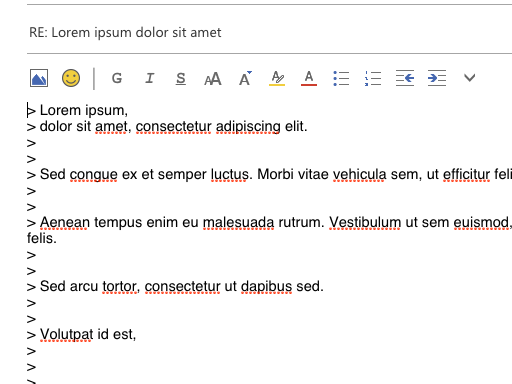 RE: Lorem ipsum dolor sit amet
G I S AA A A A
> Lorem ipsum,
> dolor sit amet, consectetur adipiscing elit.
>
>
> Sed congue ex et semper luctus. Morbi vitae vehicula sem, ut efficitur feli
>
>
> Aenean tempus enim eu malesuada rutrum. Vestibulum ut sem euismod,
felis.
>
>
> Sed arcu tortor, consectetur ut dapibus sed.
>
>
> Volutpat id est,
>
>
>